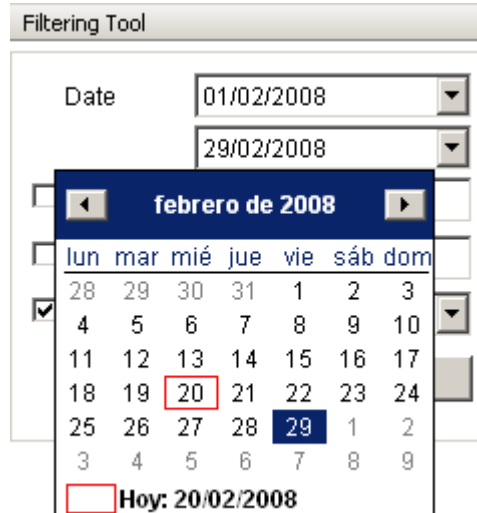 Filtering Tool
Date 01/02/2008
29/02/2008
febrero de 2008
lun mar mié jue vie sáb dom
28 29 30 31 1 2 3
4 5 6 7 8 9 10
11 12 13 14 15 16 17
18 19 20 21 22 23 24
25 26 27 28 29 1 2
3 4 5 6 7 8 9
Hoy: 20/02/2008